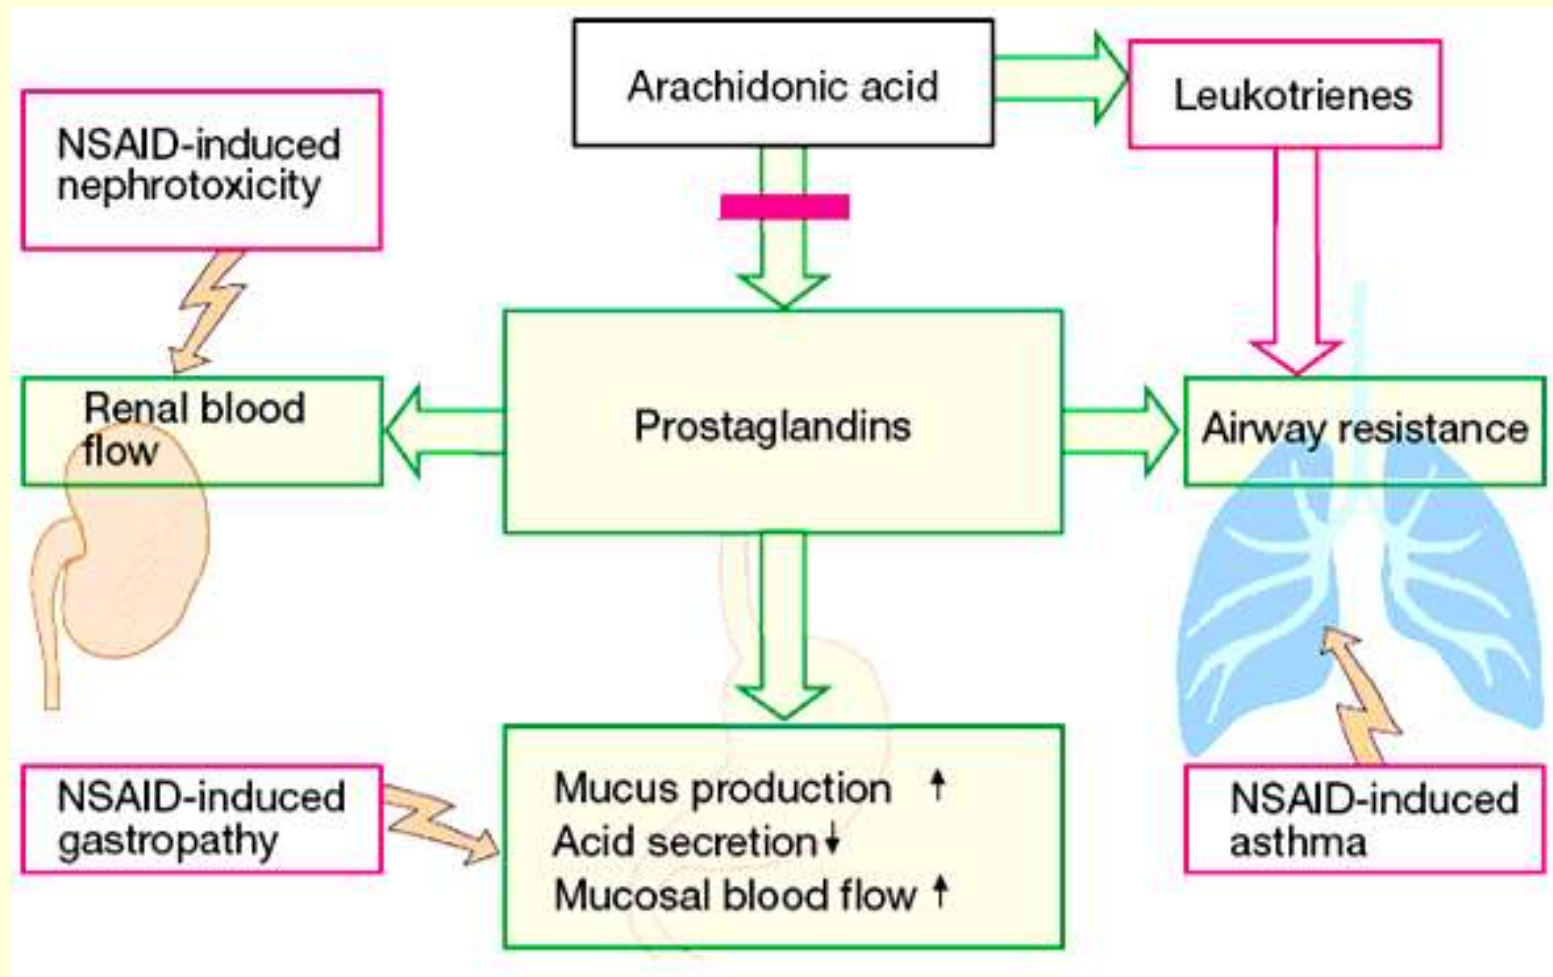 Arachidonic acid
Leukotrienes
NSAID-induced
nephrotoxicity
Renal blood
flow
Prostaglandins
Airway resistance
NSAID-induced
gastropathy
Mucus production ↑
Acid secretion ↓
Mucosal blood flow ↑
NSAID-induced
asthma